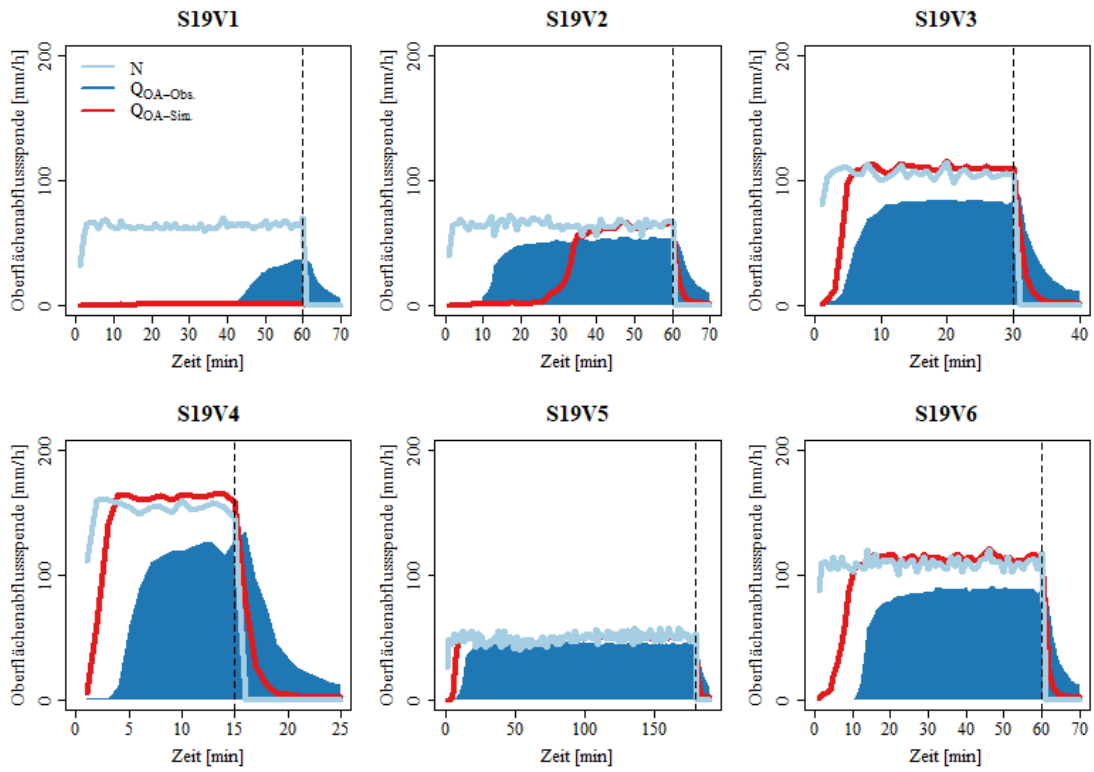 S19V1
S19V2
S19V3
Oberflächenabflussspende [mm/h]
0 100 200
N
QOA−Obs.
QOA−Sim.
0 10 20 30 40 50 60 70
Zeit [min]
Oberflächenabflussspende [mm/h]
0 100 200
0 10 20 30 40 50 60 70
Zeit [min]
Oberflächenabflussspende [mm/h]
0 100 200
0 10 20 30 40
Zeit [min]
S19V4
S19V5
S19V6
Oberflächenabflussspende [mm/h]
0 100 200
0 5 10 15 20 25
Zeit [min]
Oberflächenabflussspende [mm/h]
0 100 200
0 50 100 150
Zeit [min]
Oberflächenabflussspende [mm/h]
0 100 200
0 10 20 30 40 50 60 70
Zeit [min]